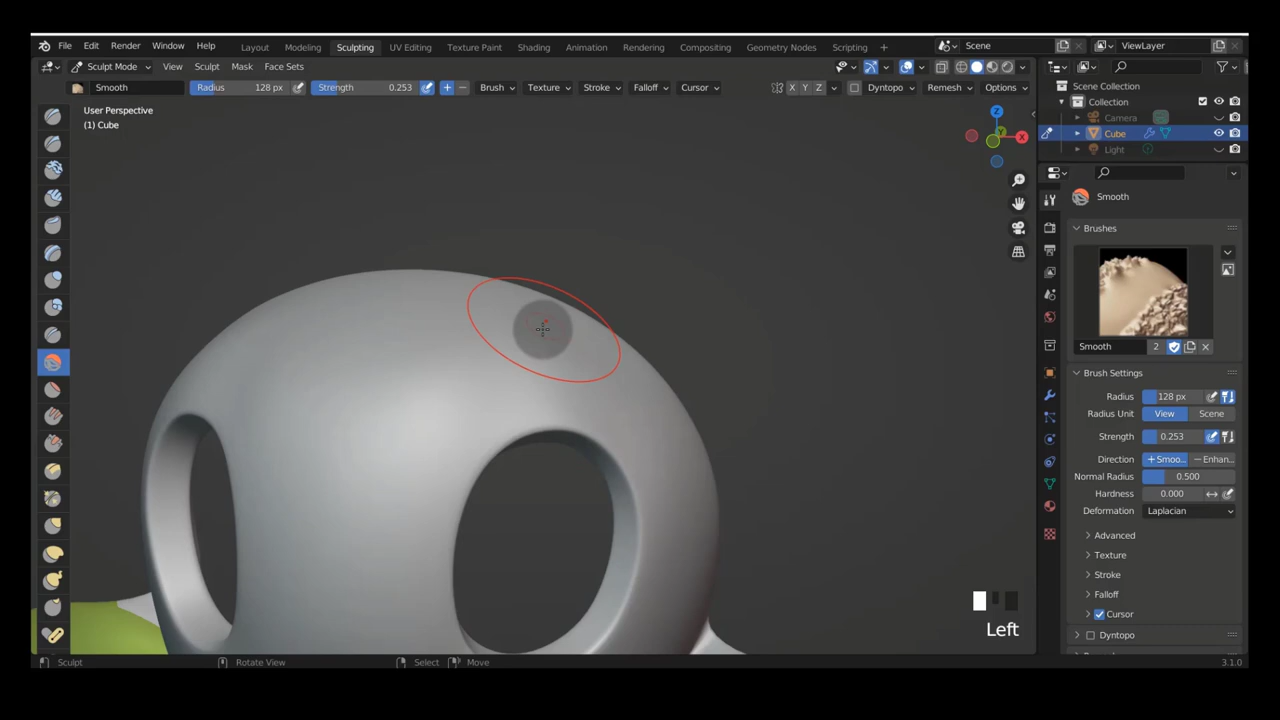 File Edit Render Window Help Layout Modeling Sculpting UV Editing Texture Paint Shading Animation Rendering Compositing Geometry Nodes Scripting + Scene ViewLayer
Sculpt Mode View Sculpt Mask Face Sets
Smooth Radius 128 px Strength 0.253 + − Brush Texture Stroke Falloff Cursor X Y Z Dyntopo Remesh Options
User Perspective
(1) Cube
Z
Y
X
Scene Collection
Collection
Camera
Cube
Light
Smooth
Brushes
Smooth 2
Brush Settings
Radius 128 px
Radius Unit View Scene
Strength 0.253
Direction +Smoo... −Enhan...
Normal Radius 0.500
Hardness 0.000
Deformation Laplacian
Advanced
Texture
Stroke
Falloff
Cursor
Dyntopo
Left
Sculpt Rotate View Select Move 3.1.0